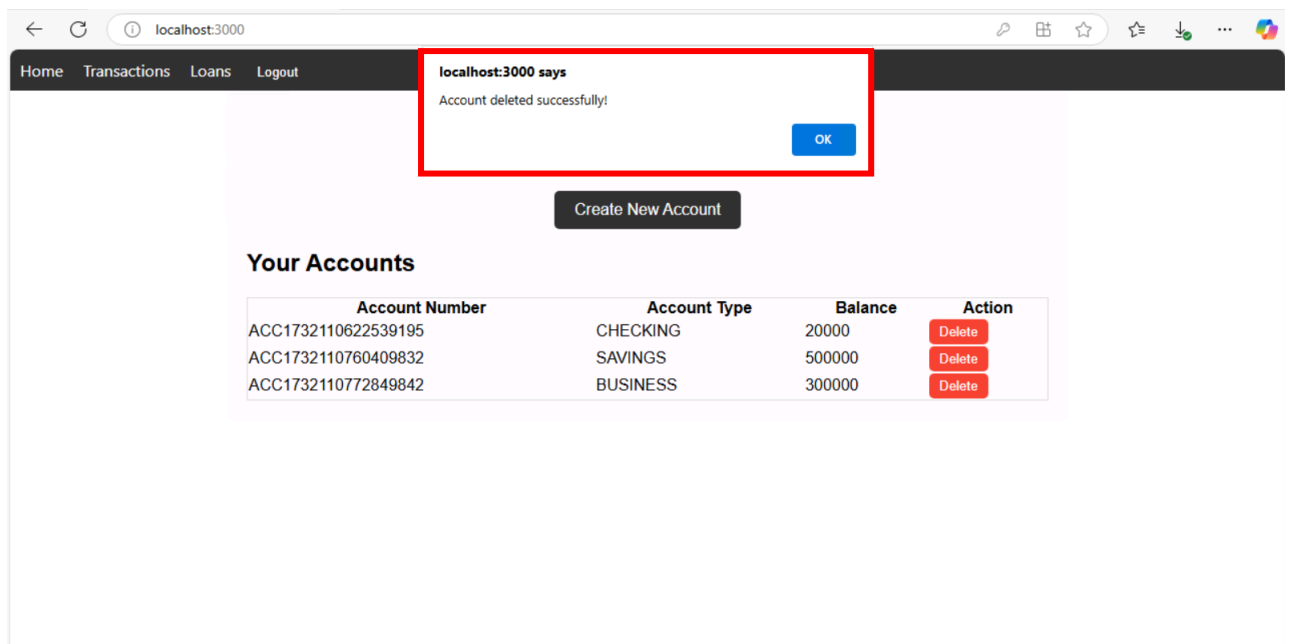 localhost:3000
Home Transactions Loans Logout
localhost:3000 says
Account deleted successfully!
OK
Create New Account
Your Accounts
Account Number Account Type Balance Action
ACC1732110622539195 CHECKING 20000 Delete
ACC1732110760409832 SAVINGS 500000 Delete
ACC1732110772849842 BUSINESS 300000 Delete